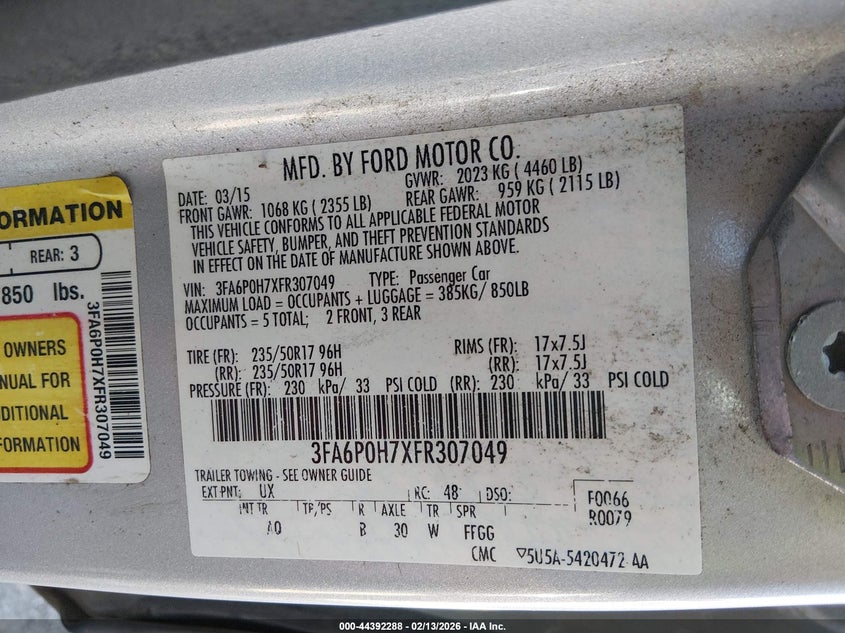 ORMATION
REAR: 3
850 lbs.
OWNERS
NUAL FOR
DITIONAL
FORMATION
3FA6P0H7XFR307049
MFD. BY FORD MOTOR CO.
DATE: 03/15 GVWR: 2023 KG ( 4460 LB)
FRONT GAWR: 1068 KG ( 2355 LB) REAR GAWR: 959 KG ( 2115 LB)
THIS VEHICLE CONFORMS TO ALL APPLICABLE FEDERAL MOTOR
VEHICLE SAFETY, BUMPER, AND THEFT PREVENTION STANDARDS
IN EFFECT ON THE DATE OF MANUFACTURE SHOWN ABOVE.
VIN: 3FA6P0H7XFR307049 TYPE: Passenger Car
MAXIMUM LOAD = OCCUPANTS + LUGGAGE = 385KG/ 850LB
OCCUPANTS = 5 TOTAL; 2 FRONT, 3 REAR
TIRE (FR): 235/50R17 96H RIMS (FR): 17x7.5J
(RR): 235/50R17 96H (RR): 17x7.5J
PRESSURE (FR): 230 kPa/ 33 PSI COLD (RR): 230 kPa/ 33 PSI COLD
3FA6P0H7XFR307049
TRAILER TOWING - SEE OWNER GUIDE
EXT PNT: UX RC: 48 DSO: F0066
INT TR TP/PS R AXLE TR SPR R0079
A0 B 30 W FFGG
CMC 5U5A-5420472-AA
000-44392288 - 02/13/2026 - IAA Inc.